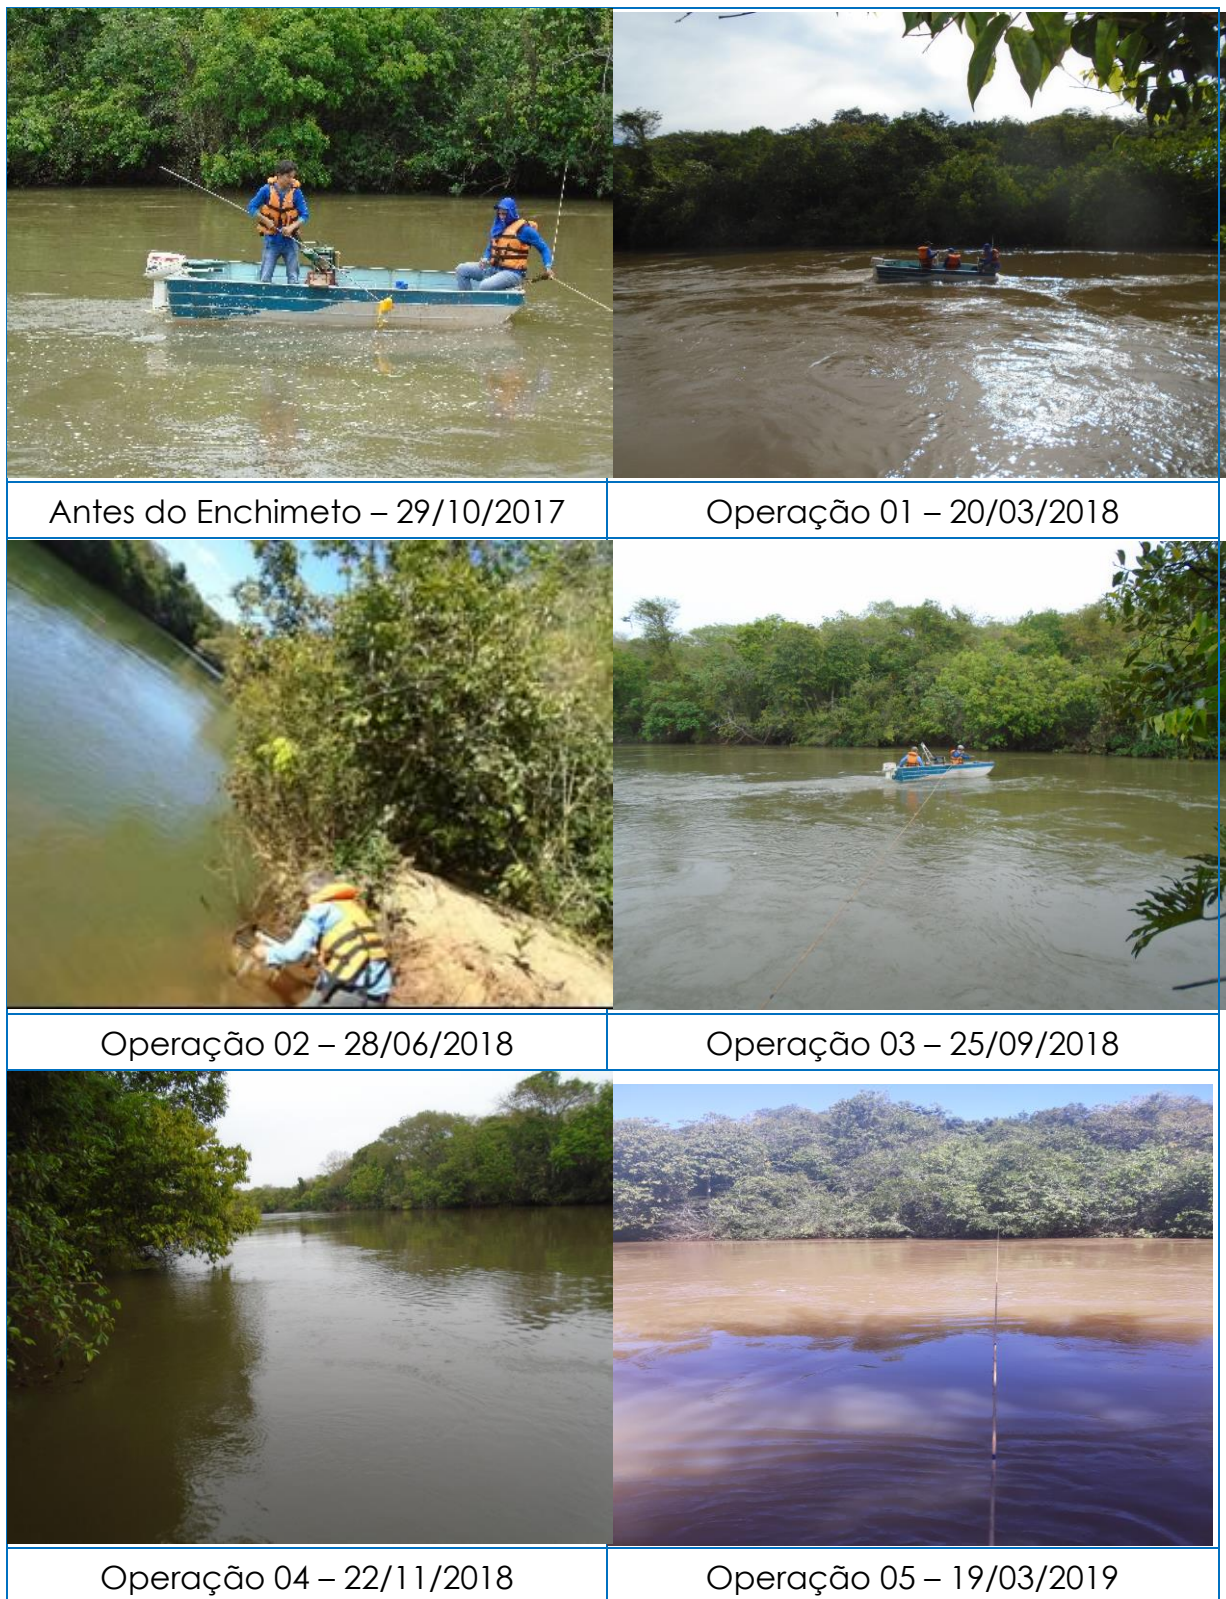 Antes do Enchimeto – 29/10/2017
Operação 01 – 20/03/2018
Operação 02 – 28/06/2018
Operação 03 – 25/09/2018
Operação 04 – 22/11/2018
Operação 05 – 19/03/2019